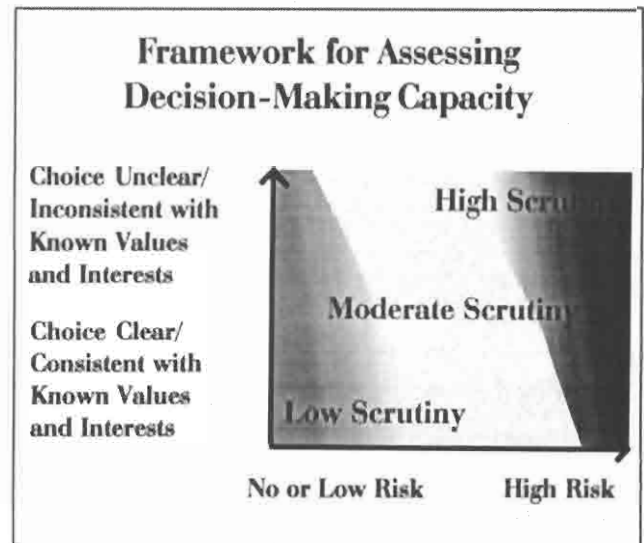 Framework for Assessing
Decision-Making Capacity
Choice Unclear/
Inconsistent with
Known Values
and Interests
Choice Clear/
Consistent with
Known Values
and Interests
High Scrutiny
Moderate Scrutiny
Low Scrutiny
No or Low Risk
High Risk